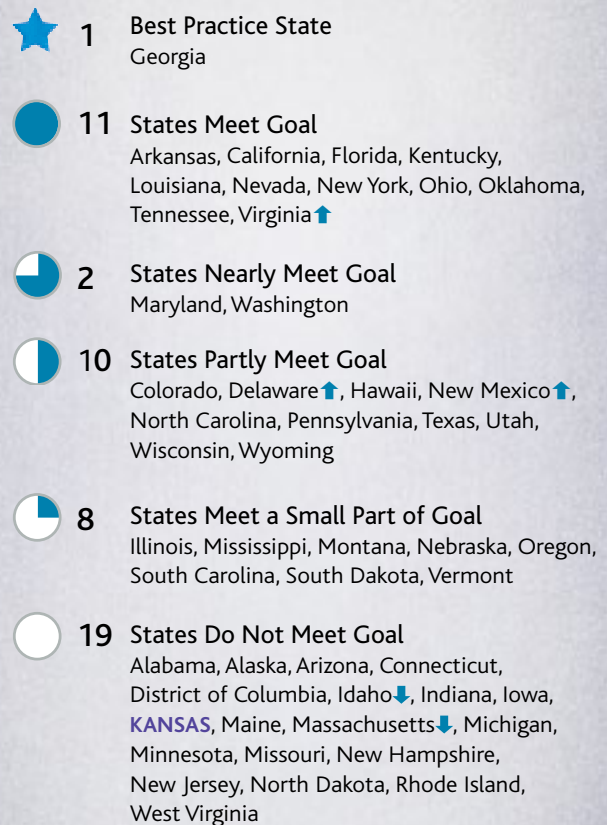 1 Best Practice State
Georgia
11 States Meet Goal
Arkansas, California, Florida, Kentucky,
Louisiana, Nevada, New York, Ohio, Oklahoma,
Tennessee, Virginia⬆
2 States Nearly Meet Goal
Maryland, Washington
10 States Partly Meet Goal
Colorado, Delaware⬆, Hawaii, New Mexico⬆,
North Carolina, Pennsylvania, Texas, Utah,
Wisconsin, Wyoming
8 States Meet a Small Part of Goal
Illinois, Mississippi, Montana, Nebraska, Oregon,
South Carolina, South Dakota, Vermont
19 States Do Not Meet Goal
Alabama, Alaska, Arizona, Connecticut,
District of Columbia, Idaho⬇, Indiana, Iowa,
KANSAS, Maine, Massachusetts⬇, Michigan,
Minnesota, Missouri, New Hampshire,
New Jersey, North Dakota, Rhode Island,
West Virginia